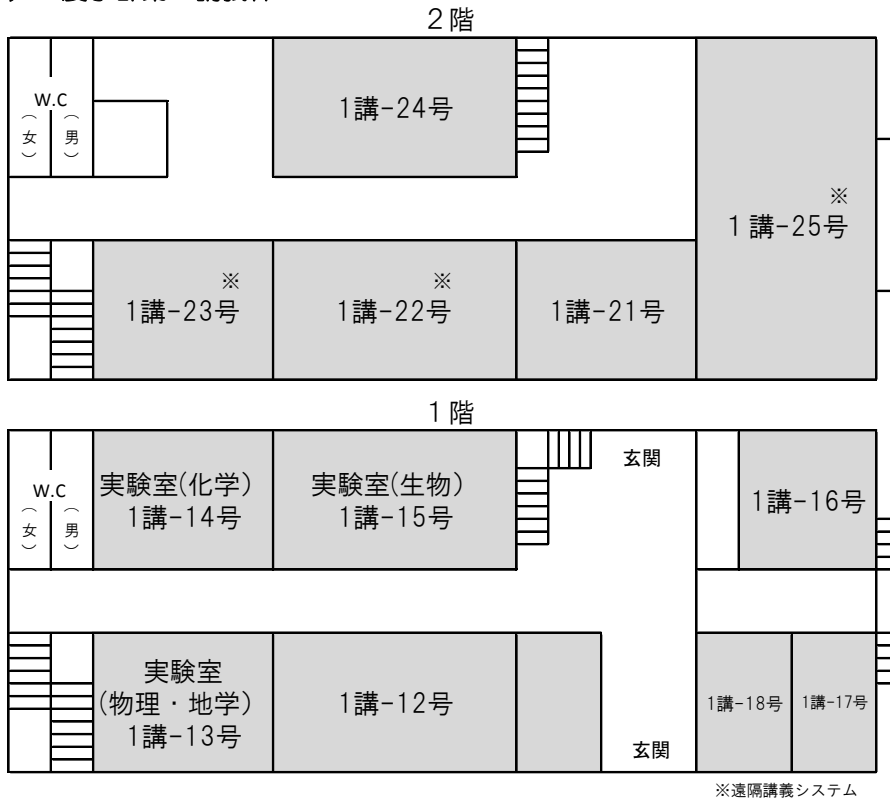 ２階
W.C
（女）
（男）
1講-24号
※
１講-25号
※
1講-23号
※
1講-22号
1講-21号
１階
W.C
（女）
（男）
実験室(化学)
1講-14号
実験室(生物)
1講-15号
玄関
1講-16号
実験室
(物理・地学)
1講-13号
1講-12号
玄関
1講-18号
1講-17号
※遠隔講義システム